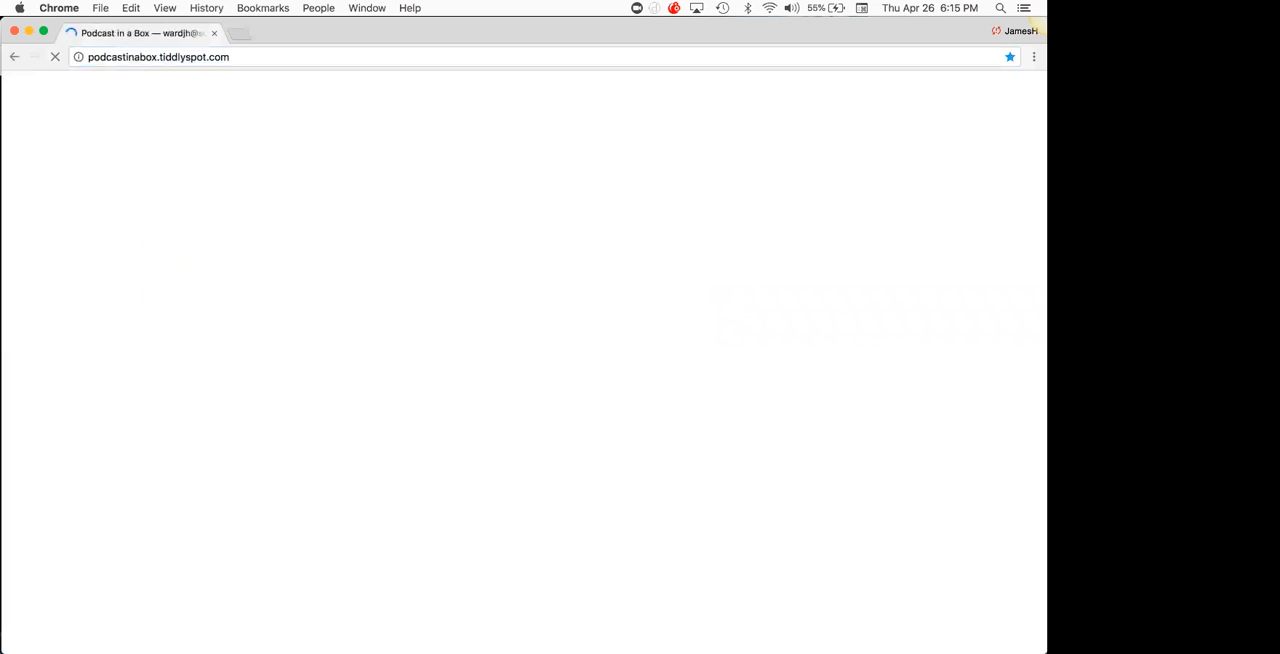 Chrome File Edit View History Bookmarks People Window Help 55% Thu Apr 26 6:15 PM
Podcast in a Box — wardjh@ JamesH
podcastinabox.tiddlyspot.com